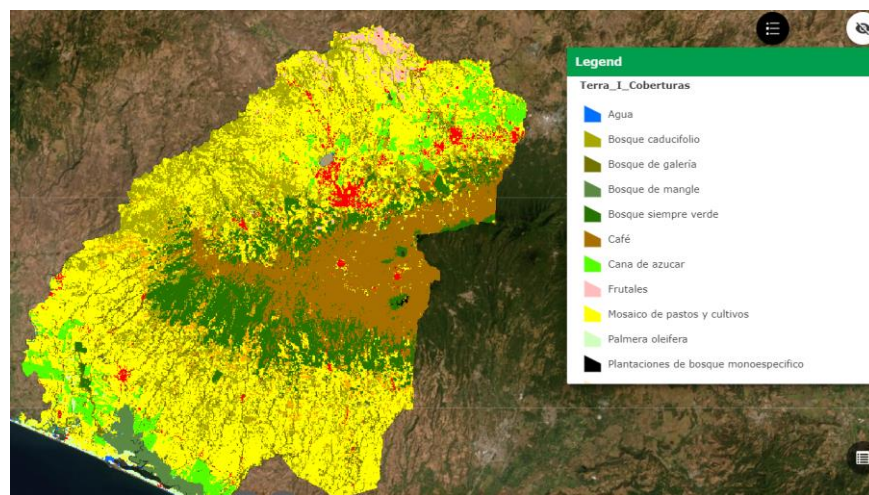 Legend
Terra_I_Coberturas
Agua
Bosque caducifolio
Bosque de galería
Bosque de mangle
Bosque siempre verde
Café
Cana de azucar
Frutales
Mosaico de pastos y cultivos
Palmera oleifera
Plantaciones de bosque monoespecifico